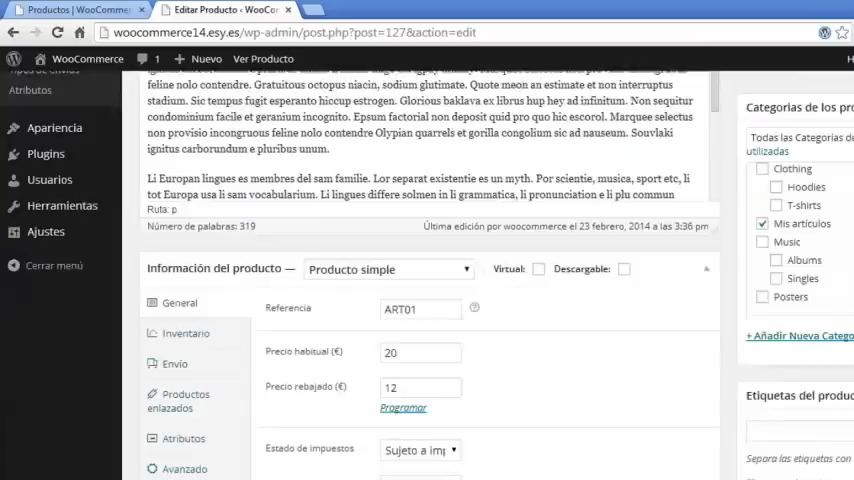 Productos | WooCommer
Editar Producto ‹ WooCor
woocommerce14.esy.es/wp-admin/post.php?post=127&action=edit
WooCommerce 1 + Nuevo Ver Producto H
Atributos
Apariencia
Plugins
Usuarios
Herramientas
Ajustes
Cerrar menú
feline nolo contendre. Gratuitous octopus niacin, sodium glutimate. Quote meon an estimate et non interruptus
stadium. Sic tempus fugit esperanto hiccup estrogen. Glorious baklava ex librus hup hey ad infinitum. Non sequitur
condominium facile et geranium incognito. Epsum factorial non deposit quid pro quo hic escorol. Marquee selectus
non provisio incongruous feline nolo contendre Olypian quarrels et gorilla congolium sic ad nauseum. Souvlaki
ignitus carborundum e pluribus unum.
Li Europan lingues es membres del sam familie. Lor separat existentie es un myth. Por scientie, musica, sport etc, li
tot Europa usa li sam vocabularium. Li lingues differe solmen in li grammatica, li pronunciation e li plu commun
Ruta: p
Número de palabras: 319
Última edición por woocommerce el 23 febrero, 2014 a las 3:36 pm
Información del producto — Producto simple Virtual: Descargable:
General
Inventario
Envío
Productos
enlazados
Atributos
Avanzado
Referencia ART01
Precio habitual (€) 20
Precio rebajado (€) 12
Programar
Estado de impuestos Sujeto a imp
Categorías de los pro
Todas las Categorías d
utilizadas
Clothing
Hoodies
T-shirts
Mis artículos
Music
Albums
Singles
Posters
+ Añadir Nueva Catego
Etiquetas del produc
Separa las etiquetas con